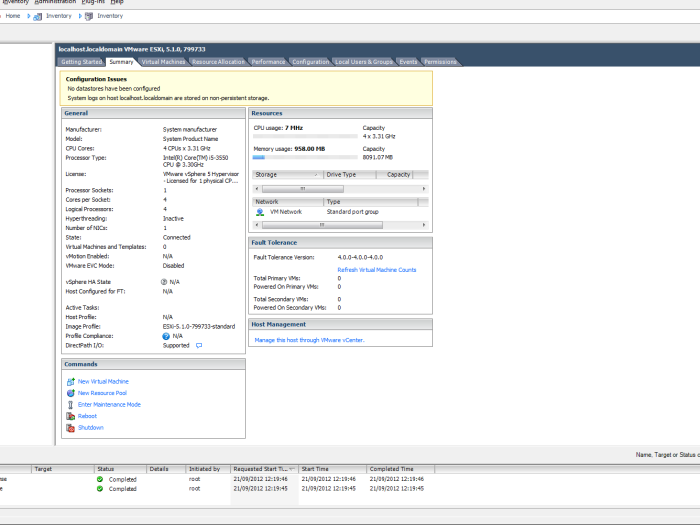 Inventory Administration Plug-ins Help
Home Inventory Inventory
localhost.localdomain VMware ESXi, 5.1.0, 799733
Getting Started Summary Virtual Machines Resource Allocation Performance Configuration Local Users & Groups Events Permissions
Configuration Issues
No datastores have been configured
System logs on host localhost.localdomain are stored on non-persistent storage.
General
Manufacturer: System manufacturer
Model: System Product Name
CPU Cores: 4 CPUs x 3.31 GHz
Processor Type: Intel(R) Core(TM) i5-3550
CPU @ 3.30GHz
License: VMware vSphere 5 Hypervisor
- Licensed for 1 physical CP...
Processor Sockets: 1
Cores per Socket: 4
Logical Processors: 4
Hyperthreading: Inactive
Number of NICs: 1
State: Connected
Virtual Machines and Templates: 0
vMotion Enabled: N/A
VMware EVC Mode: Disabled
vSphere HA State N/A
Host Configured for FT: N/A
Active Tasks:
Host Profile: N/A
Image Profile: ESXi-5.1.0-799733-standard
Profile Compliance: N/A
DirectPath I/O: Supported
Commands
New Virtual Machine
New Resource Pool
Enter Maintenance Mode
Reboot
Shutdown
Resources
CPU usage: 7 MHz Capacity
4 x 3.31 GHz
Memory usage: 958.00 MB Capacity
8091.07 MB
Storage Drive Type Capacity
Network Type
VM Network Standard port group
Fault Tolerance
Fault Tolerance Version: 4.0.0-4.0.0-4.0.0
Refresh Virtual Machine Counts
Total Primary VMs: 0
Powered On Primary VMs: 0
Total Secondary VMs: 0
Powered On Secondary VMs: 0
Host Management
Manage this host through VMware vCenter.
Name, Target or Status
Target Status Details Initiated by Requested Start Ti... Start Time Completed Time
Completed root 21/09/2012 12:19:46 21/09/2012 12:19:46 21/09/2012 12:19:46
Completed root 21/09/2012 12:19:45 21/09/2012 12:19:45 21/09/2012 12:19:45